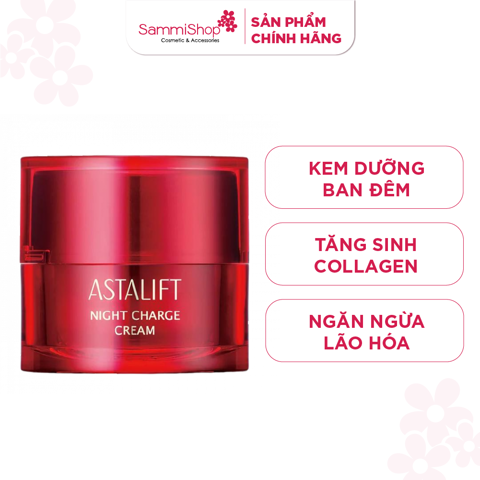 SammiShop
Cosmetic & Accessories
SẢN PHẨM
CHÍNH HÃNG
ASTALIFT
NIGHT CHARGE
CREAM
KEM DƯỠNG
BAN ĐÊM
TĂNG SINH
COLLAGEN
NGĂN NGỪA
LÃO HÓA